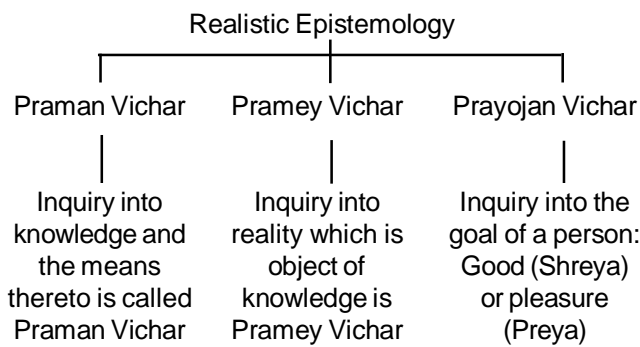 Realistic Epistemology
Praman Vichar
Pramey Vichar
Prayojan Vichar
Inquiry into
knowledge and
the means
thereto is called
Praman Vichar
Inquiry into
reality which is
object of
knowledge is
Pramey Vichar
Inquiry into the
goal of a person:
Good (Shreya)
or pleasure
(Preya)